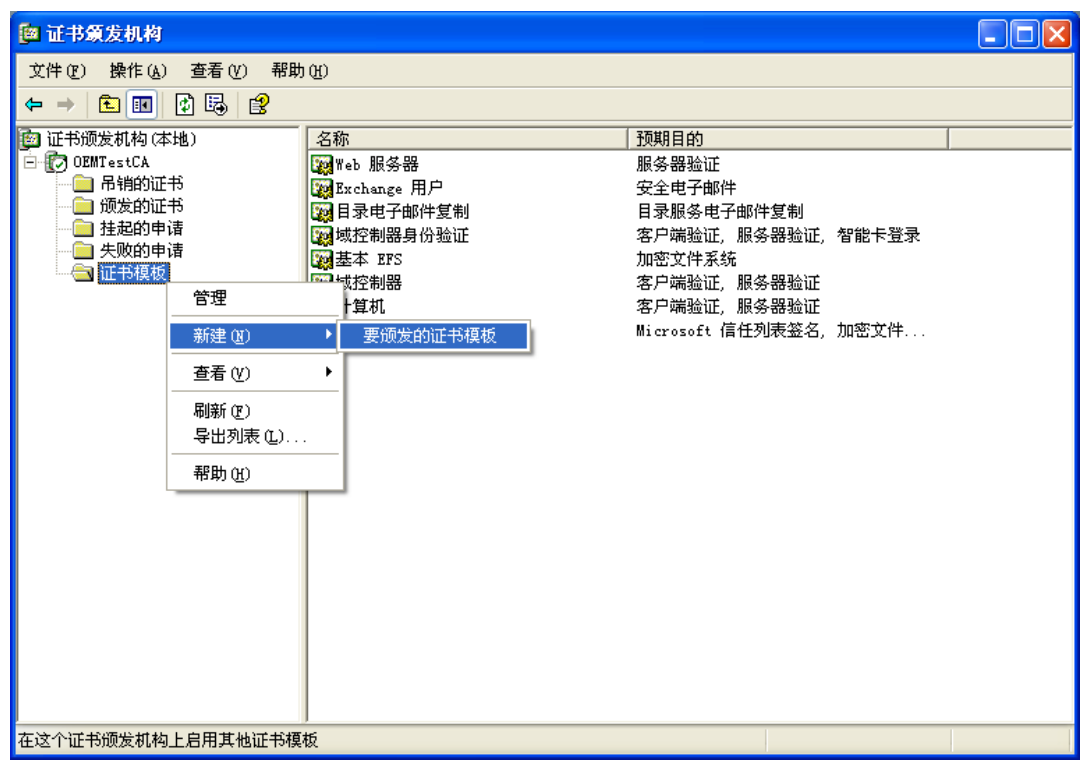 证书颁发机构
文件(F) 操作(A) 查看(V) 帮助(H)
证书颁发机构(本地)
OEMTestCA
吊销的证书
颁发的证书
挂起的申请
失败的申请
证书模板
名称 预期目的
Web 服务器 服务器验证
Exchange 用户 安全电子邮件
目录电子邮件复制 目录服务电子邮件复制
域控制器身份验证 客户端验证, 服务器验证, 智能卡登录
基本 EFS 加密文件系统
域控制器 客户端验证, 服务器验证
计算机 客户端验证, 服务器验证
Microsoft 信任列表签名, 加密文件...
管理
新建(N) 要颁发的证书模板
查看(V)
刷新(F)
导出列表(L)...
帮助(H)
在这个证书颁发机构上启用其他证书模板